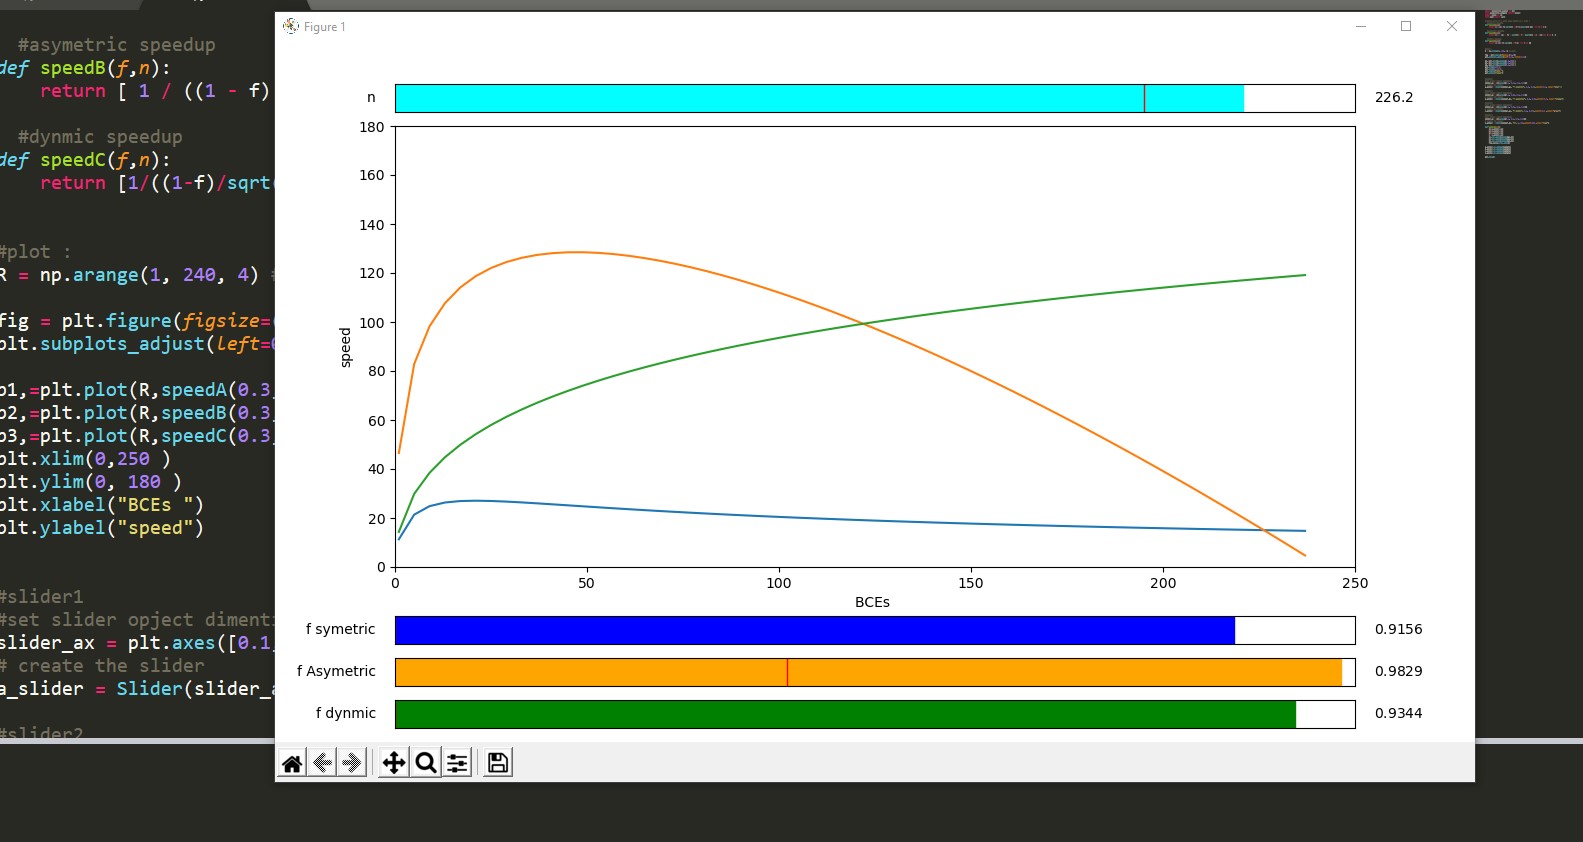 Figure 1
#asymetric speedup
def speedB(f,n):
return [ 1 / ((1 - f)
#dynmic speedup
def speedC(f,n):
return [1/((1-f)/sqrt(
#plot :
R = np.arange(1, 240, 4)
fig = plt.figure(figsize=
plt.subplots_adjust(left=
p1,=plt.plot(R,speedA(0.3
p2,=plt.plot(R,speedB(0.3
p3,=plt.plot(R,speedC(0.3
plt.xlim(0,250 )
plt.ylim(0, 180 )
plt.xlabel("BCEs ")
plt.ylabel("speed")
#slider1
#set slider opject dimenti
slider_ax = plt.axes([0.1
# create the slider
a_slider = Slider(slider_a
#slider2
n 226.2
180
160
140
120
100
80
60
40
20
0
speed
0 50 100 150 200 250
BCEs
f symetric 0.9156
f Asymetric 0.9829
f dynmic 0.9344